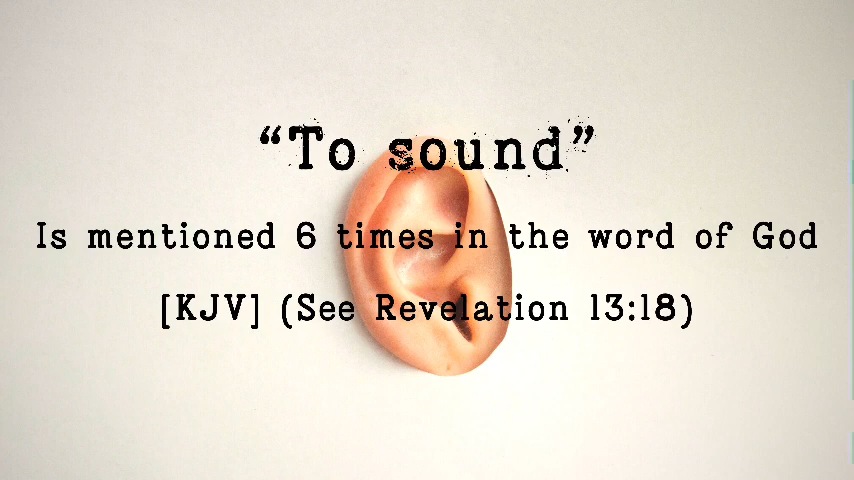 “To sound”
Is mentioned 6 times in the word of God
[KJV] (See Revelation 13:18)